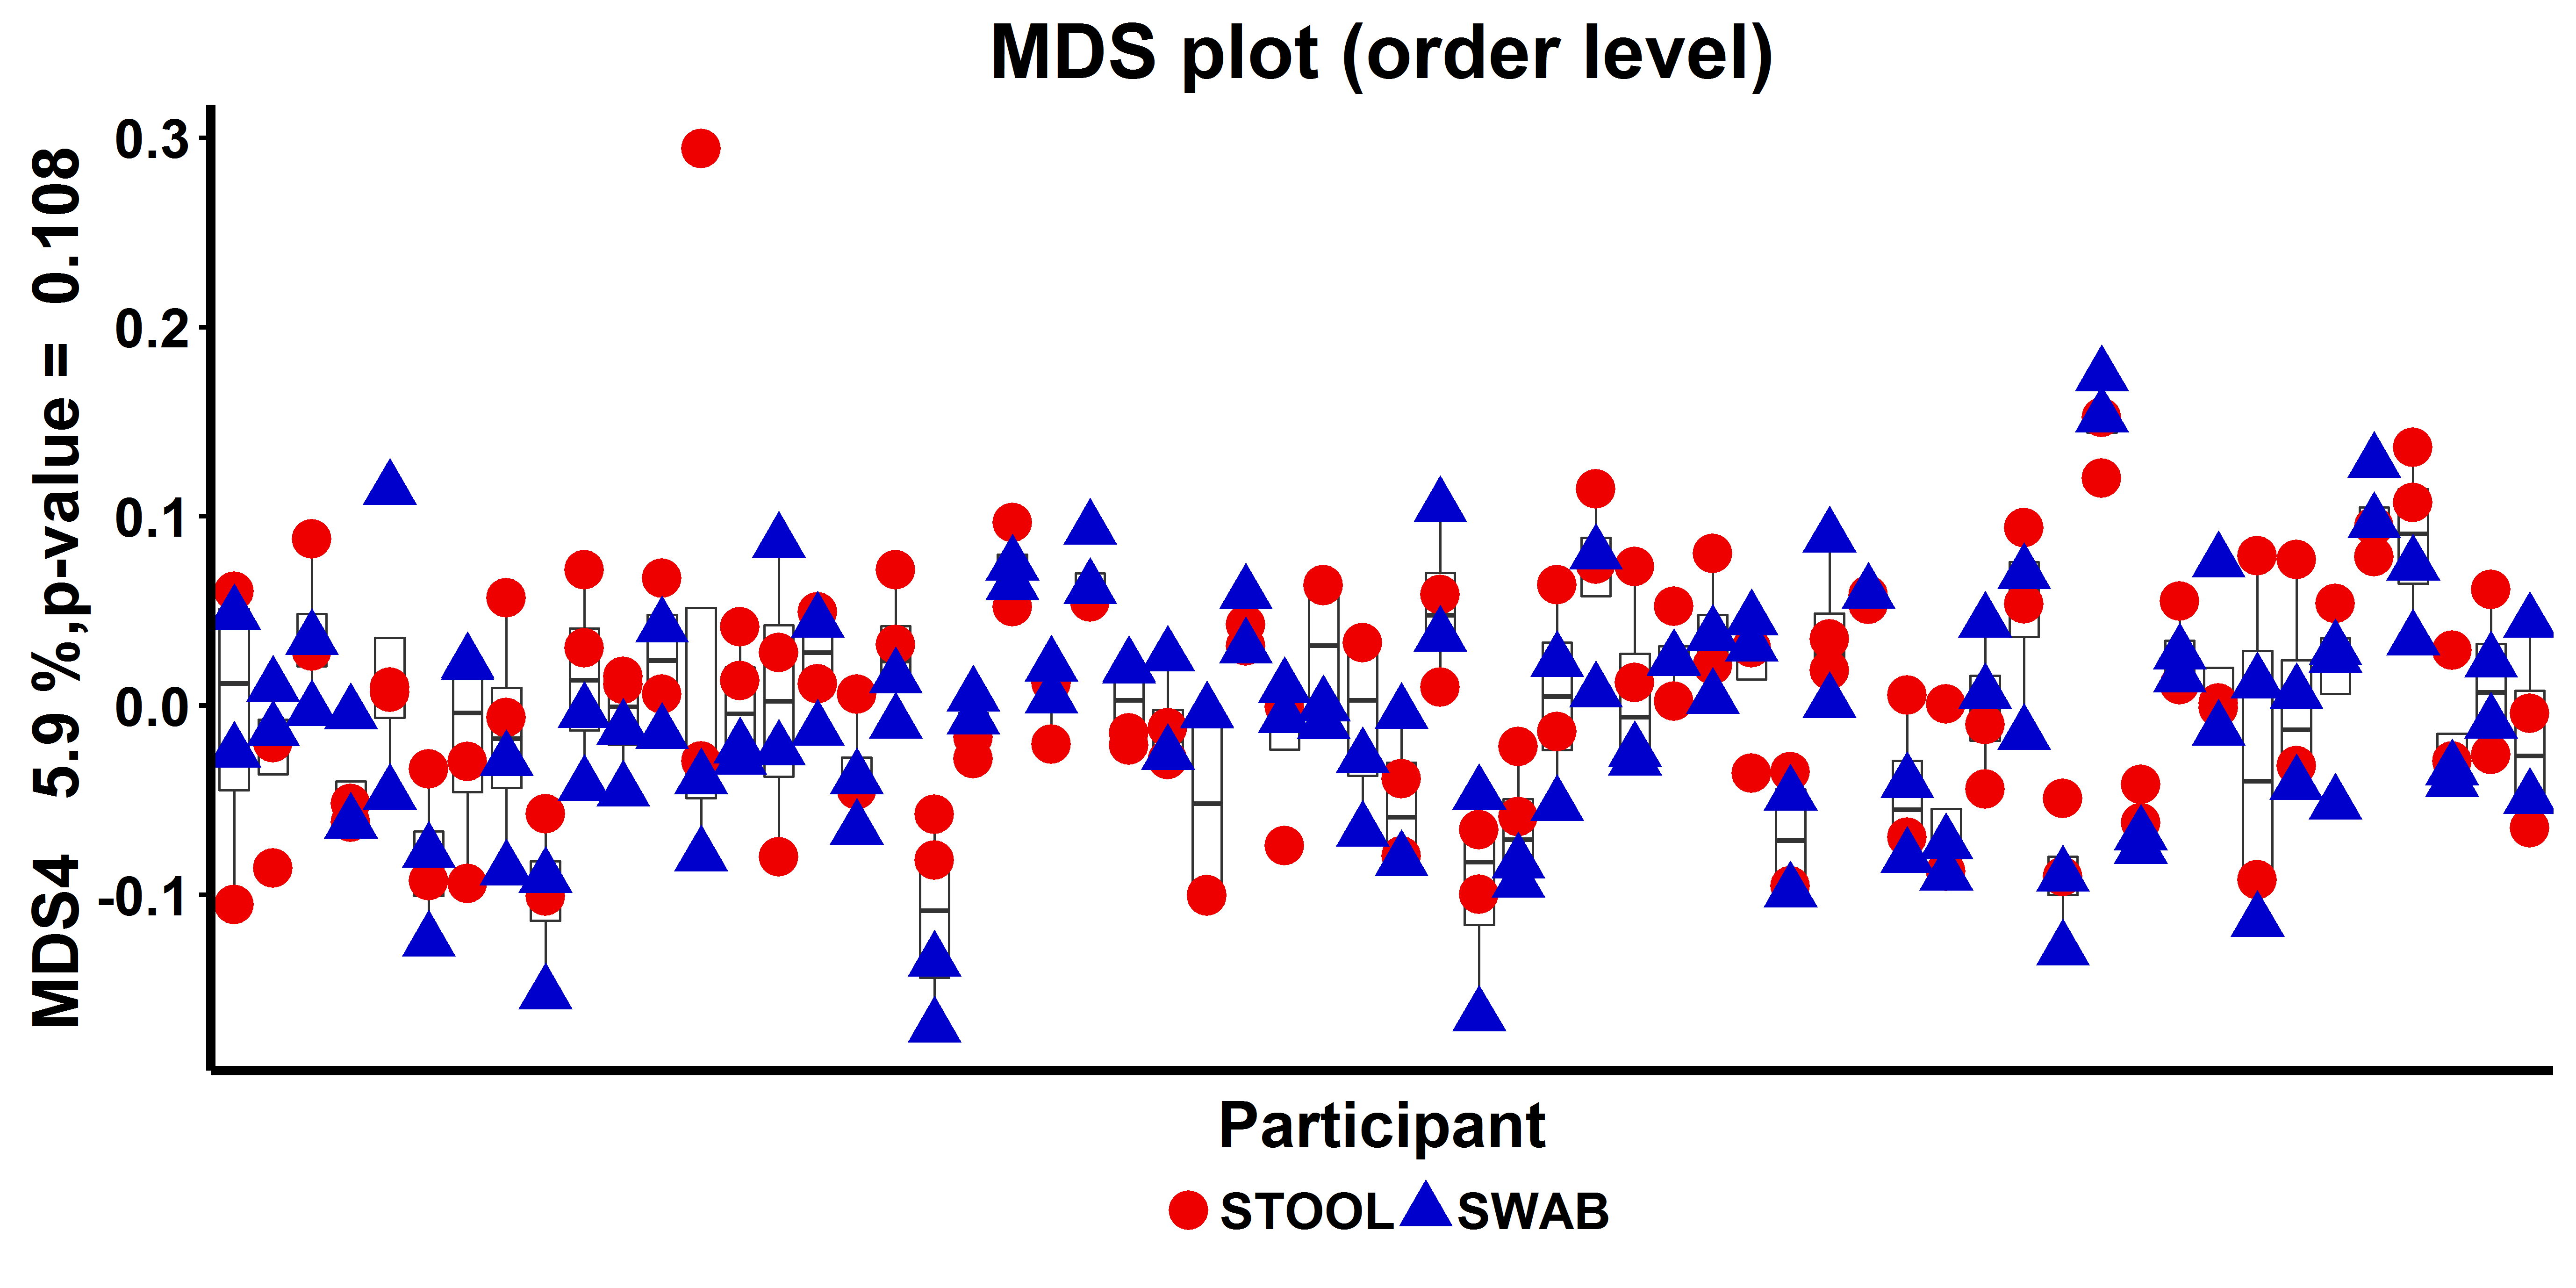 MDS plot (order level)
MDS4 5.9 %,p-value = 0.108
0.3
0.2
0.1
0.0
-0.1
Participant
STOOL SWAB